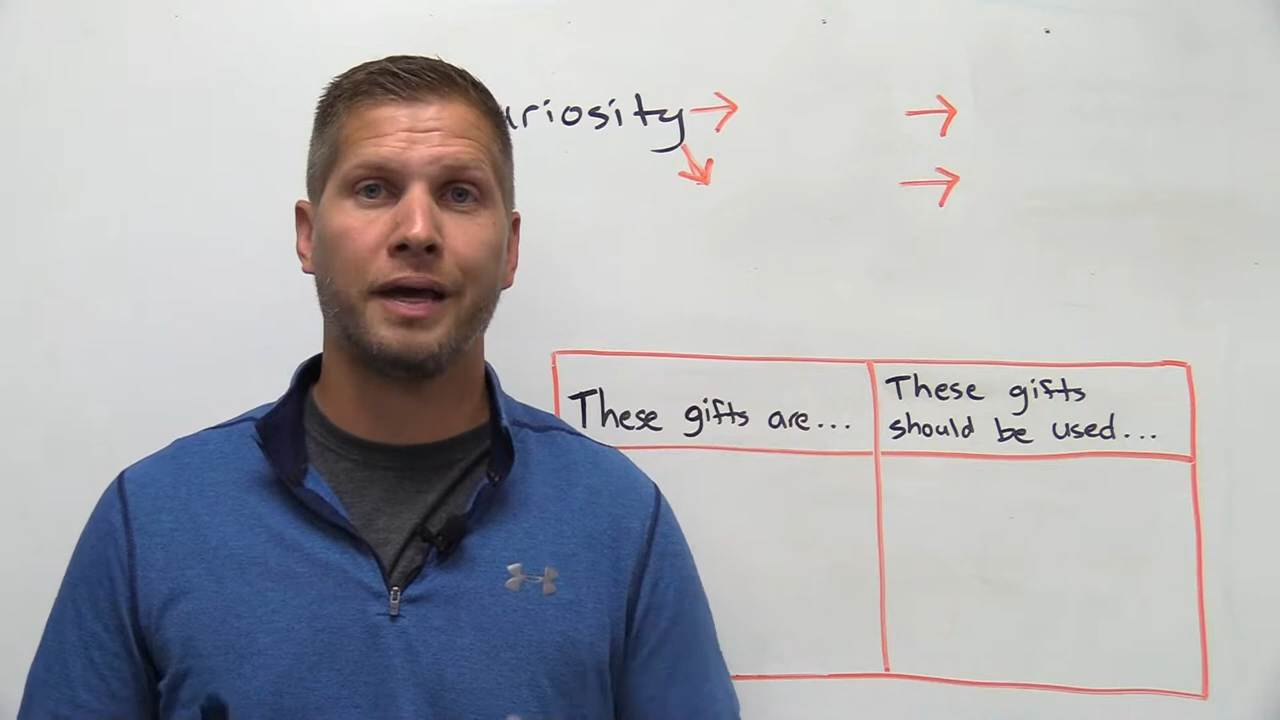 uriosity
These gifts are...
These gifts
should be used...